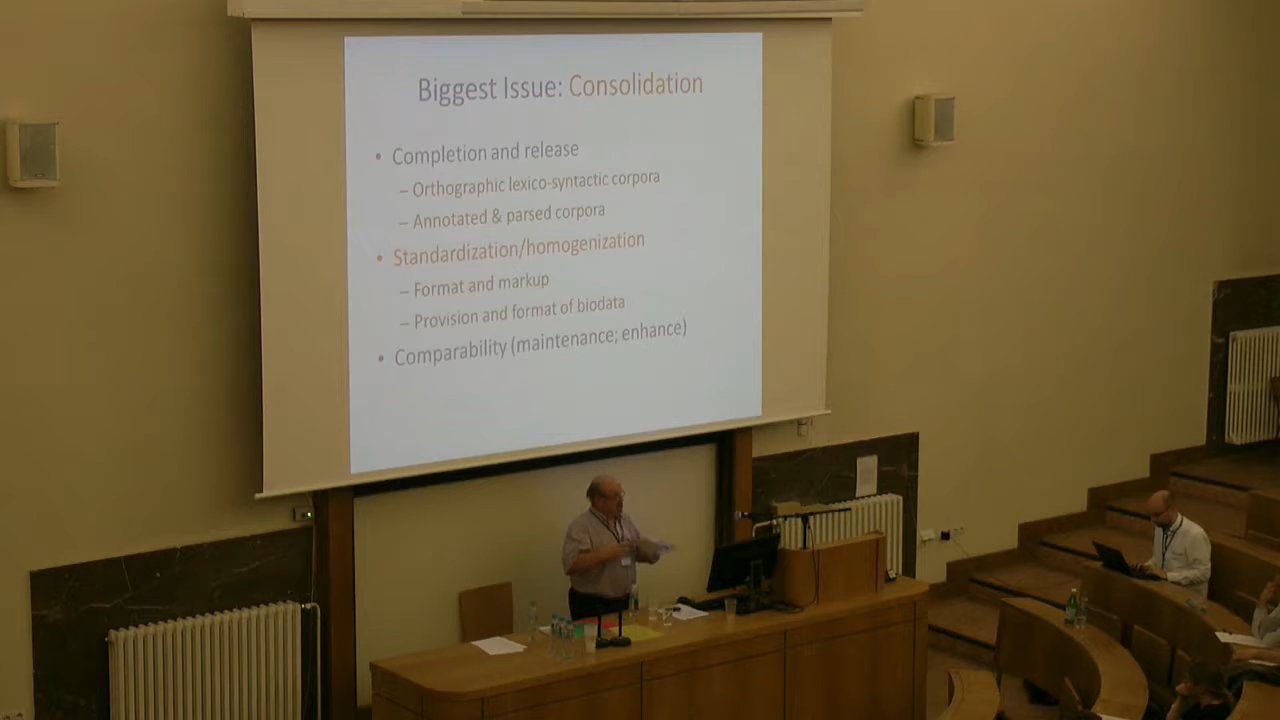 Biggest Issue: Consolidation
• Completion and release
– Orthographic lexico-syntactic corpora
– Annotated & parsed corpora
• Standardization/homogenization
– Format and markup
– Provision and format of biodata
• Comparability (maintenance; enhance)